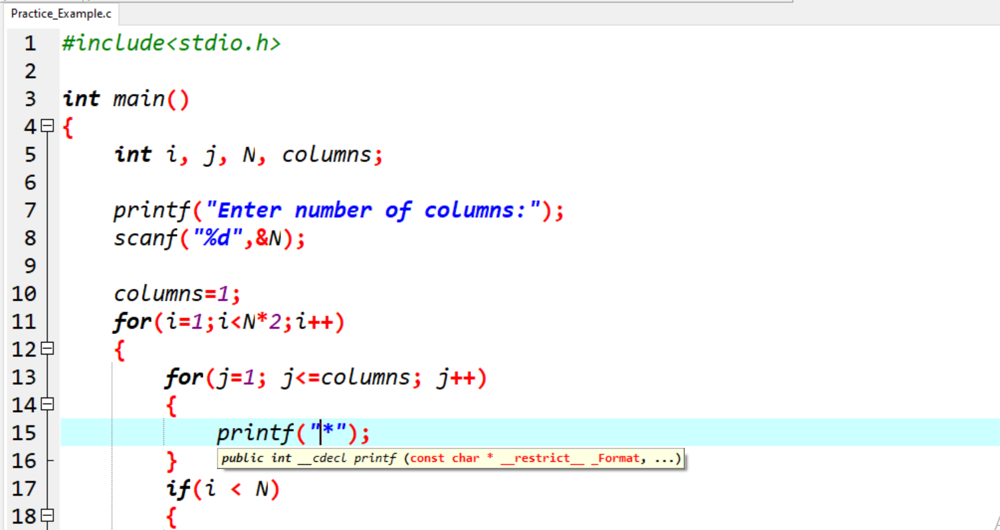 Practice_Example.c
1 #include<stdio.h>
2
3 int main()
4 {
5 int i, j, N, columns;
6
7 printf("Enter number of columns:");
8 scanf("%d",&N);
9
10 columns=1;
11 for(i=1;i<N*2;i++)
12 {
13 for(j=1; j<=columns; j++)
14 {
15 printf("*");
public int __cdecl printf (const char * __restrict__ _Format, ...)
16 }
17 if(i < N)
18 {